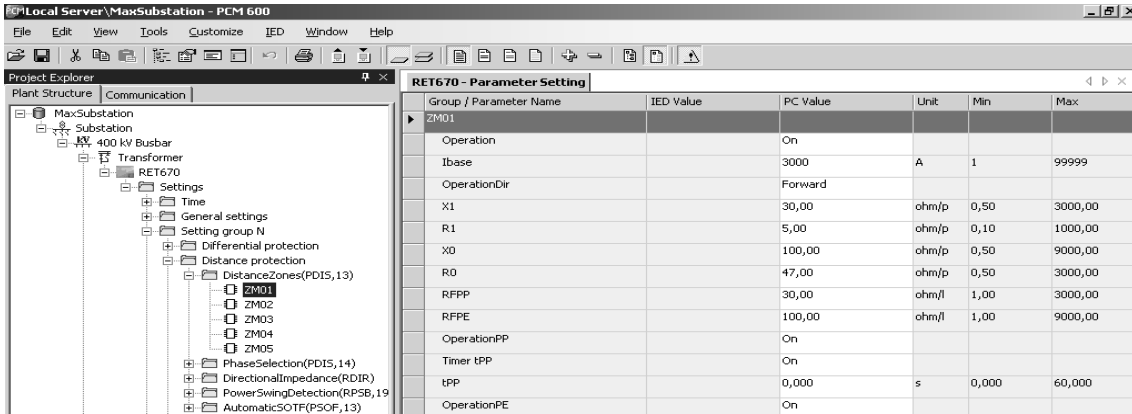 PCM Local Server\MaxSubstation - PCM 600
File Edit View Tools Customize IED Window Help
Project Explorer
Plant Structure Communication
MaxSubstation
Substation
400 kV Busbar
Transformer
RET670
Settings
Time
General settings
Setting group N
Differential protection
Distance protection
DistanceZones(PDIS,13)
ZM01
ZM02
ZM03
ZM04
ZM05
PhaseSelection(PDIS,14)
DirectionalImpedance(RDIR)
PowerSwingDetection(RPSB,19
AutomaticSOTF(PSOF,13)
RET670 - Parameter Setting
Group / Parameter Name IED Value PC Value Unit Min Max
ZM01
Operation On
Ibase 3000 A 1 99999
OperationDir Forward
X1 30,00 ohm/p 0,50 3000,00
R1 5,00 ohm/p 0,10 1000,00
X0 100,00 ohm/p 0,50 9000,00
R0 47,00 ohm/p 0,50 3000,00
RFPP 30,00 ohm/l 1,00 3000,00
RFPE 100,00 ohm/l 1,00 9000,00
OperationPP On
Timer tPP On
tPP 0,000 s 0,000 60,000
OperationPE On